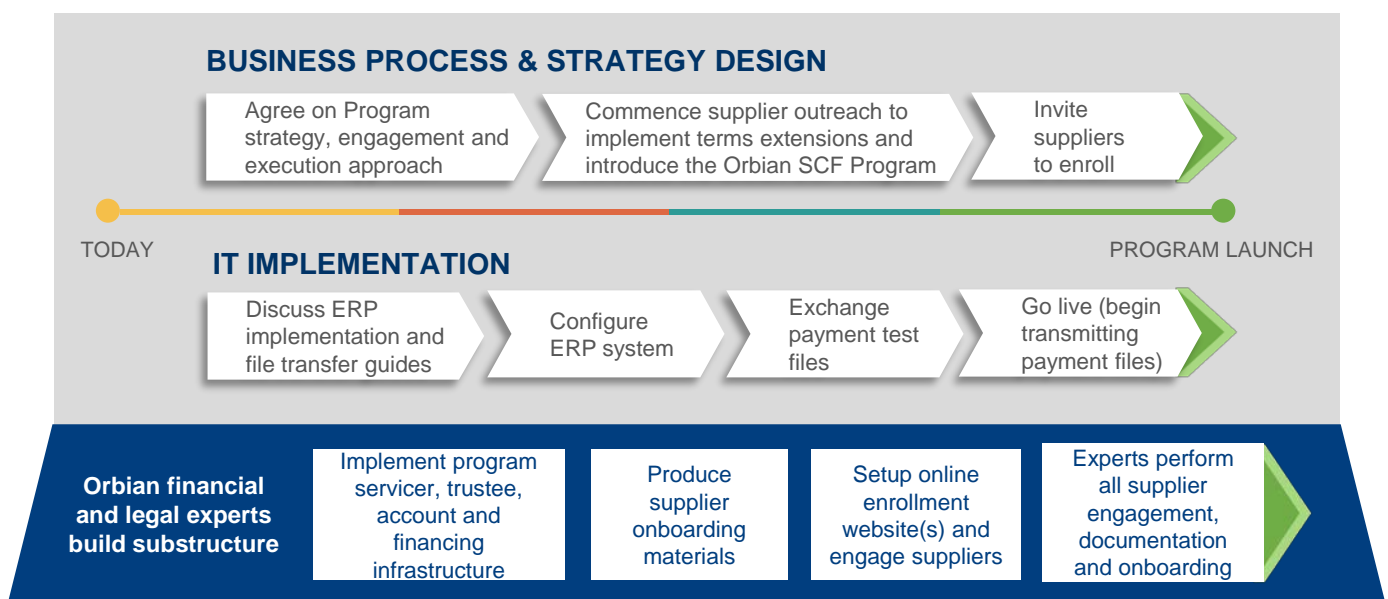 BUSINESS PROCESS & STRATEGY DESIGN
Agree on Program
strategy, engagement and
execution approach
Commence supplier outreach to
implement terms extensions and
introduce the Orbian SCF Program
Invite
suppliers
to enroll
TODAY
PROGRAM LAUNCH
IT IMPLEMENTATION
Discuss ERP
implementation and
file transfer guides
Configure
ERP system
Exchange
payment test
files
Go live (begin
transmitting
payment files)
Orbian financial
and legal experts
build substructure
Implement program
servicer, trustee,
account and
financing
infrastructure
Produce
supplier
onboarding
materials
Setup online
enrollment
website(s) and
engage suppliers
Experts perform
all supplier
engagement,
documentation
and onboarding